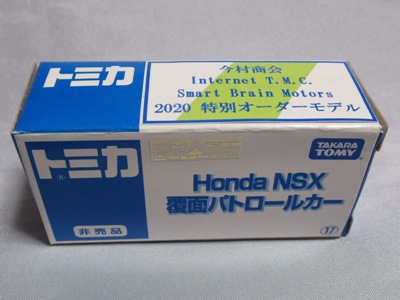 トミカ
今村商会
Internet T.M.C.
Smart Brain Motors
2020 特別オーダーモデル
トミカ®
SMART BRAIN
TAKARA
TOMY
Honda NSX
覆面パトロールカー
非売品
⑰